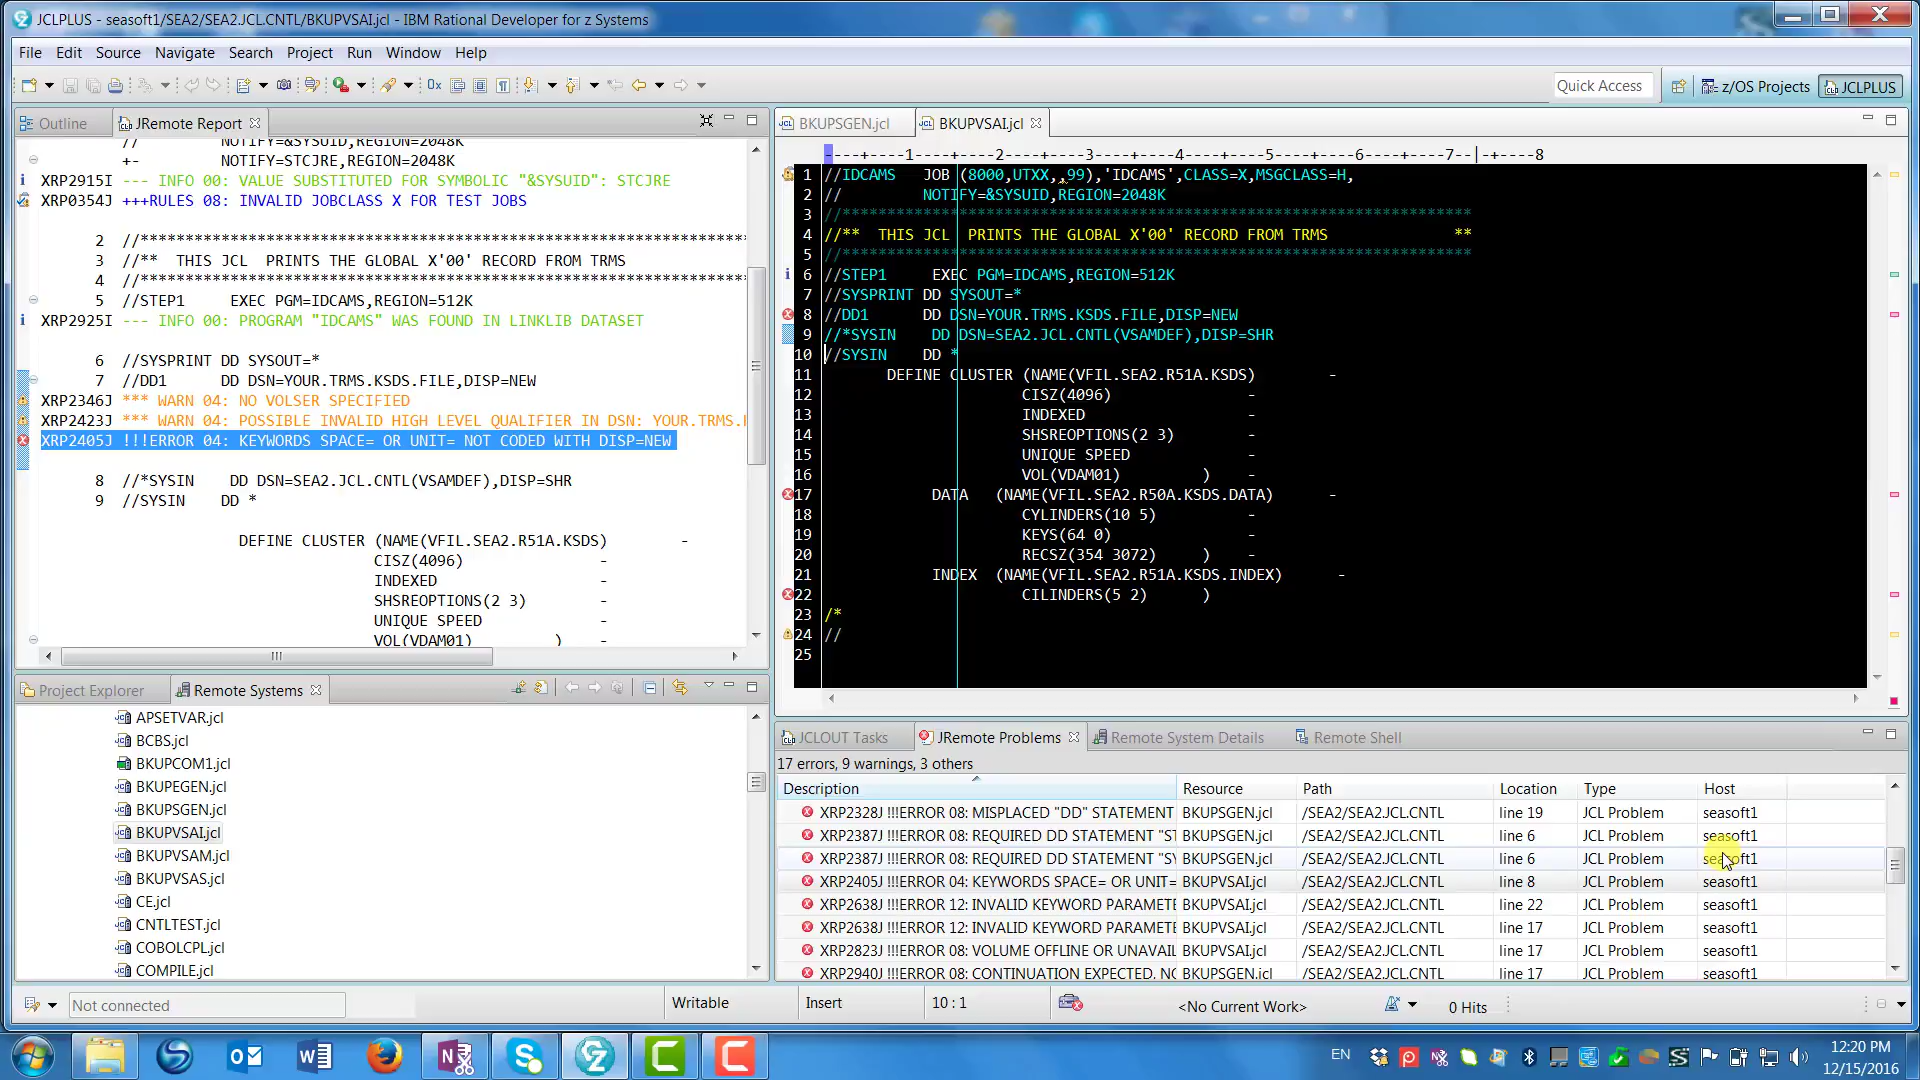 JCLPLUS - seasoft1/SEA2/SEA2.JCL.CNTL/BKUPVSAI.jcl - IBM Rational Developer for z Systems
File Edit Source Navigate Search Project Run Window Help
Quick Access z/OS Projects JCLPLUS
Outline JRemote Report
// NOTIFY=&SYSUID,REGION=2048K
+- NOTIFY=STCJRE,REGION=2048K
XRP2915I --- INFO 00: VALUE SUBSTITUTED FOR SYMBOLIC "&SYSUID": STCJRE
XRP0354J +++RULES 08: INVALID JOBCLASS X FOR TEST JOBS
2 //*********************************************************************
3 //** THIS JCL PRINTS THE GLOBAL X'00' RECORD FROM TRMS
4 //*********************************************************************
5 //STEP1 EXEC PGM=IDCAMS,REGION=512K
XRP2925I --- INFO 00: PROGRAM "IDCAMS" WAS FOUND IN LINKLIB DATASET
6 //SYSPRINT DD SYSOUT=*
7 //DD1 DD DSN=YOUR.TRMS.KSDS.FILE,DISP=NEW
XRP2346J *** WARN 04: NO VOLSER SPECIFIED
XRP2423J *** WARN 04: POSSIBLE INVALID HIGH LEVEL QUALIFIER IN DSN: YOUR.TRMS.
XRP2405J !!!ERROR 04: KEYWORDS SPACE= OR UNIT= NOT CODED WITH DISP=NEW
8 //*SYSIN DD DSN=SEA2.JCL.CNTL(VSAMDEF),DISP=SHR
9 //SYSIN DD *
DEFINE CLUSTER (NAME(VFIL.SEA2.R51A.KSDS) -
CISZ(4096) -
INDEXED -
SHSREOPTIONS(2 3) -
UNIQUE SPEED -
VOL(VDAM01) ) -
BKUPSGEN.jcl BKUPVSAI.jcl
----+----1----+----2----+----3----+----4----+----5----+----6----+----7--|-+----8
1 //IDCAMS JOB (8000,UTXX,,99),'IDCAMS',CLASS=X,MSGCLASS=H,
2 // NOTIFY=&SYSUID,REGION=2048K
3 //**********************************************************************
4 //** THIS JCL PRINTS THE GLOBAL X'00' RECORD FROM TRMS **
5 //**********************************************************************
6 //STEP1 EXEC PGM=IDCAMS,REGION=512K
7 //SYSPRINT DD SYSOUT=*
8 //DD1 DD DSN=YOUR.TRMS.KSDS.FILE,DISP=NEW
9 //*SYSIN DD DSN=SEA2.JCL.CNTL(VSAMDEF),DISP=SHR
10 //SYSIN DD *
11 DEFINE CLUSTER (NAME(VFIL.SEA2.R51A.KSDS) -
12 CISZ(4096) -
13 INDEXED -
14 SHSREOPTIONS(2 3) -
15 UNIQUE SPEED -
16 VOL(VDAM01) ) -
17 DATA (NAME(VFIL.SEA2.R50A.KSDS.DATA) -
18 CYLINDERS(10 5) -
19 KEYS(64 0) -
20 RECSZ(354 3072) ) -
21 INDEX (NAME(VFIL.SEA2.R51A.KSDS.INDEX) -
22 CILINDERS(5 2) )
23 /*
24 //
25
Project Explorer Remote Systems
APSETVAR.jcl
BCBS.jcl
BKUPCOM1.jcl
BKUPEGEN.jcl
BKUPSGEN.jcl
BKUPVSAI.jcl
BKUPVSAM.jcl
BKUPVSAS.jcl
CE.jcl
CNTLTEST.jcl
COBOLCPL.jcl
COMPILE.jcl
JCLOUT Tasks JRemote Problems Remote System Details Remote Shell
17 errors, 9 warnings, 3 others
Description Resource Path Location Type Host
XRP2328J !!!ERROR 08: MISPLACED "DD" STATEMENT BKUPSGEN.jcl /SEA2/SEA2.JCL.CNTL line 19 JCL Problem seasoft1
XRP2387J !!!ERROR 08: REQUIRED DD STATEMENT "ST BKUPSGEN.jcl /SEA2/SEA2.JCL.CNTL line 6 JCL Problem seasoft1
XRP2387J !!!ERROR 08: REQUIRED DD STATEMENT "SY BKUPSGEN.jcl /SEA2/SEA2.JCL.CNTL line 6 JCL Problem seasoft1
XRP2405J !!!ERROR 04: KEYWORDS SPACE= OR UNIT= BKUPVSAI.jcl /SEA2/SEA2.JCL.CNTL line 8 JCL Problem seasoft1
XRP2638J !!!ERROR 12: INVALID KEYWORD PARAMETE BKUPVSAI.jcl /SEA2/SEA2.JCL.CNTL line 22 JCL Problem seasoft1
XRP2638J !!!ERROR 12: INVALID KEYWORD PARAMETE BKUPVSAI.jcl /SEA2/SEA2.JCL.CNTL line 17 JCL Problem seasoft1
XRP2823J !!!ERROR 08: VOLUME OFFLINE OR UNAVAIL BKUPVSAI.jcl /SEA2/SEA2.JCL.CNTL line 17 JCL Problem seasoft1
XRP2940J !!!ERROR 08: CONTINUATION EXPECTED. NO BKUPSGEN.jcl /SEA2/SEA2.JCL.CNTL line 17 JCL Problem seasoft1
Not connected Writable Insert 10 : 1 <No Current Work> 0 Hits
EN 12:20 PM
12/15/2016